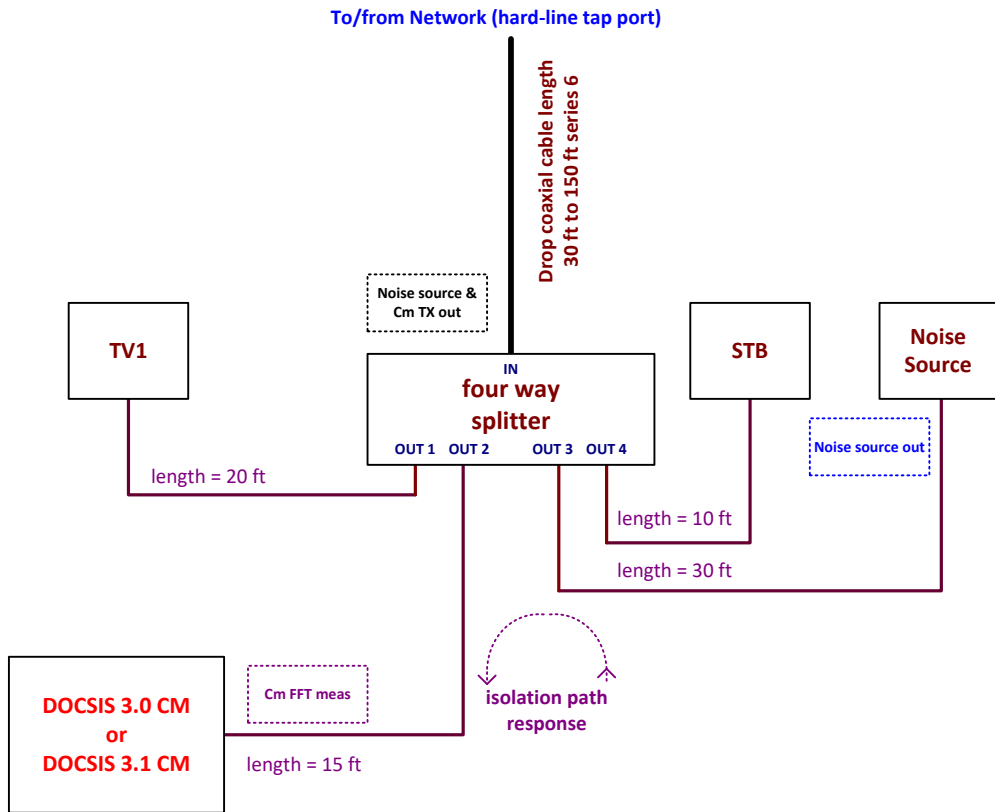 To/from Network (hard-line tap port)
Drop coaxial cable length
30 ft to 150 ft series 6
Noise source &
Cm TX out
TV1
IN
four way
splitter
OUT 1 OUT 2 OUT 3 OUT 4
STB
Noise
Source
Noise source out
length = 20 ft
length = 10 ft
length = 30 ft
Cm FFT meas
isolation path
response
DOCSIS 3.0 CM
or
DOCSIS 3.1 CM
length = 15 ft